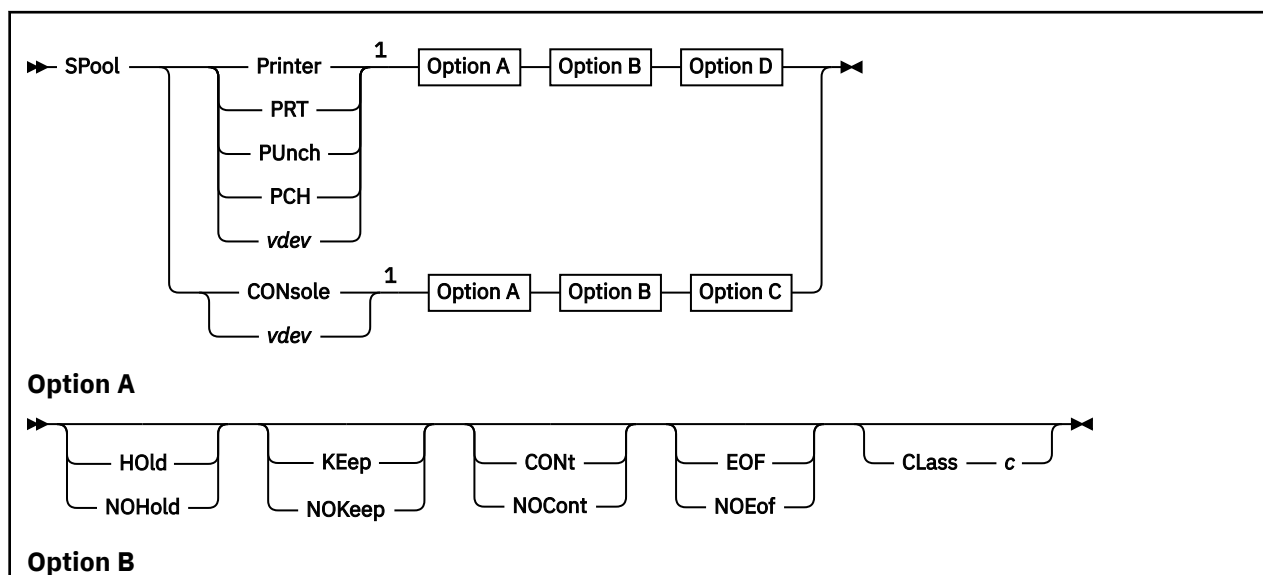 SPool Printer 1 Option A Option B Option D
PRT
PUnch
PCH
vdev
CONsole 1 Option A Option B Option C
vdev
Option A
HOld KEep CONt EOF CLass c
NOHold NOKeep NOCont NOEof
Option B